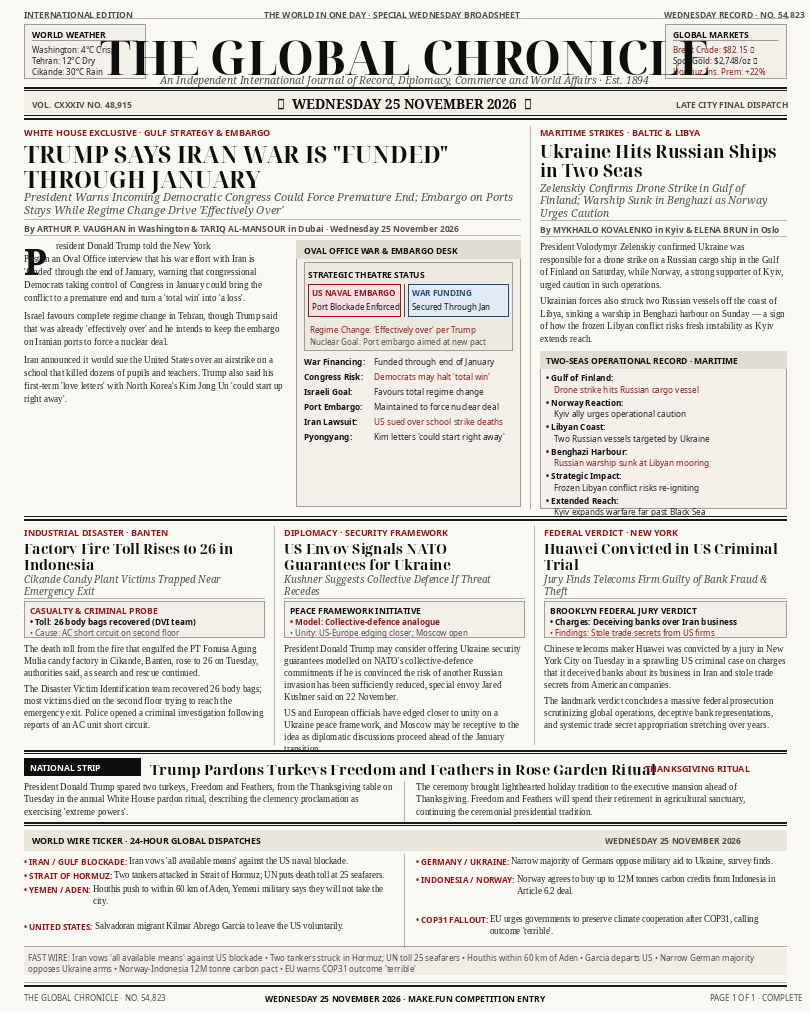 INTERNATIONAL EDITION
THE WORLD IN ONE DAY · SPECIAL WEDNESDAY BROADSHEET
WEDNESDAY RECORD · NO. 54,823
WORLD WEATHER
Washington: 4°C Cris
Tehran: 12°C Dry
Cikande: 30°C Rain
THE GLOBAL CHRONICLE
An Independent International Journal of Record, Diplomacy, Commerce and World Affairs · Est. 1894
GLOBAL MARKETS
Brent Crude: $82.15
Spot Gold: $2,748/oz
Hormuz Ins. Prem: +22%
VOL. CXXXIV NO. 48,915
WEDNESDAY 25 NOVEMBER 2026
LATE CITY FINAL DISPATCH
WHITE HOUSE EXCLUSIVE · GULF STRATEGY & EMBARGO
TRUMP SAYS IRAN WAR IS "FUNDED"
THROUGH JANUARY
President Warns Incoming Democratic Congress Could Force Premature End; Embargo on Ports
Stays While Regime Change Drive 'Effectively Over'
By ARTHUR P. VAUGHAN in Washington & TARIQ AL-MANSOUR in Dubai · Wednesday 25 November 2026
President Donald Trump told the New York
Post in an Oval Office interview that his war effort with Iran is
'funded' through the end of January, warning that congressional
Democrats taking control of Congress in January could bring the
conflict to a premature end and turn a 'total win' into 'a loss'.
Israel favours complete regime change in Tehran, though Trump said
that was already 'effectively over' and he intends to keep the embargo
on Iranian ports to force a nuclear deal.
Iran announced it would sue the United States over an airstrike on a
school that killed dozens of pupils and teachers. Trump also said his
first-term 'love letters' with North Korea's Kim Jong Un 'could start up
right away'.
OVAL OFFICE WAR & EMBARGO DESK
STRATEGIC THEATRE STATUS
US NAVAL EMBARGO
Port Blockade Enforced
WAR FUNDING
Secured Through Jan
Regime Change: 'Effectively over' per Trump
Nuclear Goal: Port embargo aimed at new pact
War Financing: Funded through end of January
Congress Risk: Democrats may halt 'total win'
Israeli Goal: Favours total regime change
Port Embargo: Maintained to force nuclear deal
Iran Lawsuit: US sued over school strike deaths
Pyongyang: Kim letters 'could start right away'
MARITIME STRIKES · BALTIC & LIBYA
Ukraine Hits Russian Ships
in Two Seas
Zelenskiy Confirms Drone Strike in Gulf of
Finland; Warship Sunk in Benghazi as Norway
Urges Caution
By MYKHAILO KOVALENKO in Kyiv & ELENA BRUN in Oslo
President Volodymyr Zelenskiy confirmed Ukraine was
responsible for a drone strike on a Russian cargo ship in the Gulf
of Finland on Saturday, while Norway, a strong supporter of Kyiv,
urged caution in such operations.
Ukrainian forces also struck two Russian vessels off the coast of
Libya, sinking a warship in Benghazi harbour on Sunday — a sign
of how the frozen Libyan conflict risks fresh instability as Kyiv
extends reach.
TWO-SEAS OPERATIONAL RECORD · MARITIME
• Gulf of Finland:
Drone strike hits Russian cargo vessel
• Norway Reaction:
Kyiv ally urges operational caution
• Libyan Coast:
Two Russian vessels targeted by Ukraine
• Benghazi Harbour:
Russian warship sunk at Libyan mooring
• Strategic Impact:
Frozen Libyan conflict risks re-igniting
• Extended Reach:
Kyiv expands warfare far past Black Sea
INDUSTRIAL DISASTER · BANTEN
Factory Fire Toll Rises to 26 in
Indonesia
Cikande Candy Plant Victims Trapped Near
Emergency Exit
CASUALTY & CRIMINAL PROBE
• Toll: 26 body bags recovered (DVI team)
• Cause: AC short circuit on second floor
The death toll from the fire that engulfed the PT Fonusa Agung
Mulia candy factory in Cikande, Banten, rose to 26 on Tuesday,
authorities said, as search and rescue continued.
The Disaster Victim Identification team recovered 26 body bags;
most victims died on the second floor trying to reach the
emergency exit. Police opened a criminal investigation following
reports of an AC unit short circuit.
DIPLOMACY · SECURITY FRAMEWORK
US Envoy Signals NATO
Guarantees for Ukraine
Kushner Suggests Collective Defence If Threat
Recedes
PEACE FRAMEWORK INITIATIVE
• Model: Collective-defence analogue
• Unity: US-Europe edging closer; Moscow open
President Donald Trump may consider offering Ukraine security
guarantees modelled on NATO's collective-defence
commitments if he is convinced the risk of another Russian
invasion has been sufficiently reduced, special envoy Jared
Kushner said on 22 November.
US and European officials have edged closer to unity on a
Ukraine peace framework, and Moscow may be receptive to the
idea as diplomatic discussions proceed ahead of the January
transition.
FEDERAL VERDICT · NEW YORK
Huawei Convicted in US Criminal
Trial
Jury Finds Telecoms Firm Guilty of Bank Fraud &
Theft
BROOKLYN FEDERAL JURY VERDICT
• Charges: Deceiving banks over Iran business
• Findings: Stole trade secrets from US firms
Chinese telecoms maker Huawei was convicted by a jury in New
York City on Tuesday in a sprawling US criminal case on charges
that it deceived banks about its business in Iran and stole trade
secrets from American companies.
The landmark verdict concludes a massive federal prosecution
scrutinizing global operations, deceptive bank representations,
and systemic trade secret appropriation stretching over years.
NATIONAL STRIP
Trump Pardons Turkeys Freedom and Feathers in Rose Garden Ritual
THANKSGIVING RITUAL
President Donald Trump spared two turkeys, Freedom and Feathers, from the Thanksgiving table on
Tuesday in the annual White House pardon ritual, describing the clemency proclamation as
exercising 'extreme powers'.
The ceremony brought lighthearted holiday tradition to the executive mansion ahead of
Thanksgiving. Freedom and Feathers will spend their retirement in agricultural sanctuary,
continuing the ceremonial presidential tradition.
WORLD WIRE TICKER · 24-HOUR GLOBAL DISPATCHES
WEDNESDAY 25 NOVEMBER 2026
• IRAN / GULF BLOCKADE: Iran vows 'all available means' against the US naval blockade.
• STRAIT OF HORMUZ: Two tankers attacked in Strait of Hormuz; UN puts death toll at 25 seafarers.
• YEMEN / ADEN: Houthis push to within 60 km of Aden, Yemeni military says they will not take the
city.
• UNITED STATES: Salvadoran migrant Kilmar Abrego Garcia to leave the US voluntarily.
• GERMANY / UKRAINE: Narrow majority of Germans oppose military aid to Ukraine, survey finds.
• INDONESIA / NORWAY: Norway agrees to buy up to 12M tonnes carbon credits from Indonesia in
Article 6.2 deal.
• COP31 FALLOUT: EU urges governments to preserve climate cooperation after COP31, calling
outcome 'terrible'.
FAST WIRE: Iran vows 'all available means' against US blockade • Two tankers struck in Hormuz; UN toll 25 seafarers • Houthis within 60 km of Aden • Garcia departs US • Narrow German majority
opposes Ukraine arms • Norway-Indonesia 12M tonne carbon pact • EU warns COP31 outcome 'terrible'
THE GLOBAL CHRONICLE · NO. 54,823
WEDNESDAY 25 NOVEMBER 2026 · MAKE.FUN COMPETITION ENTRY
PAGE 1 OF 1 · COMPLETE